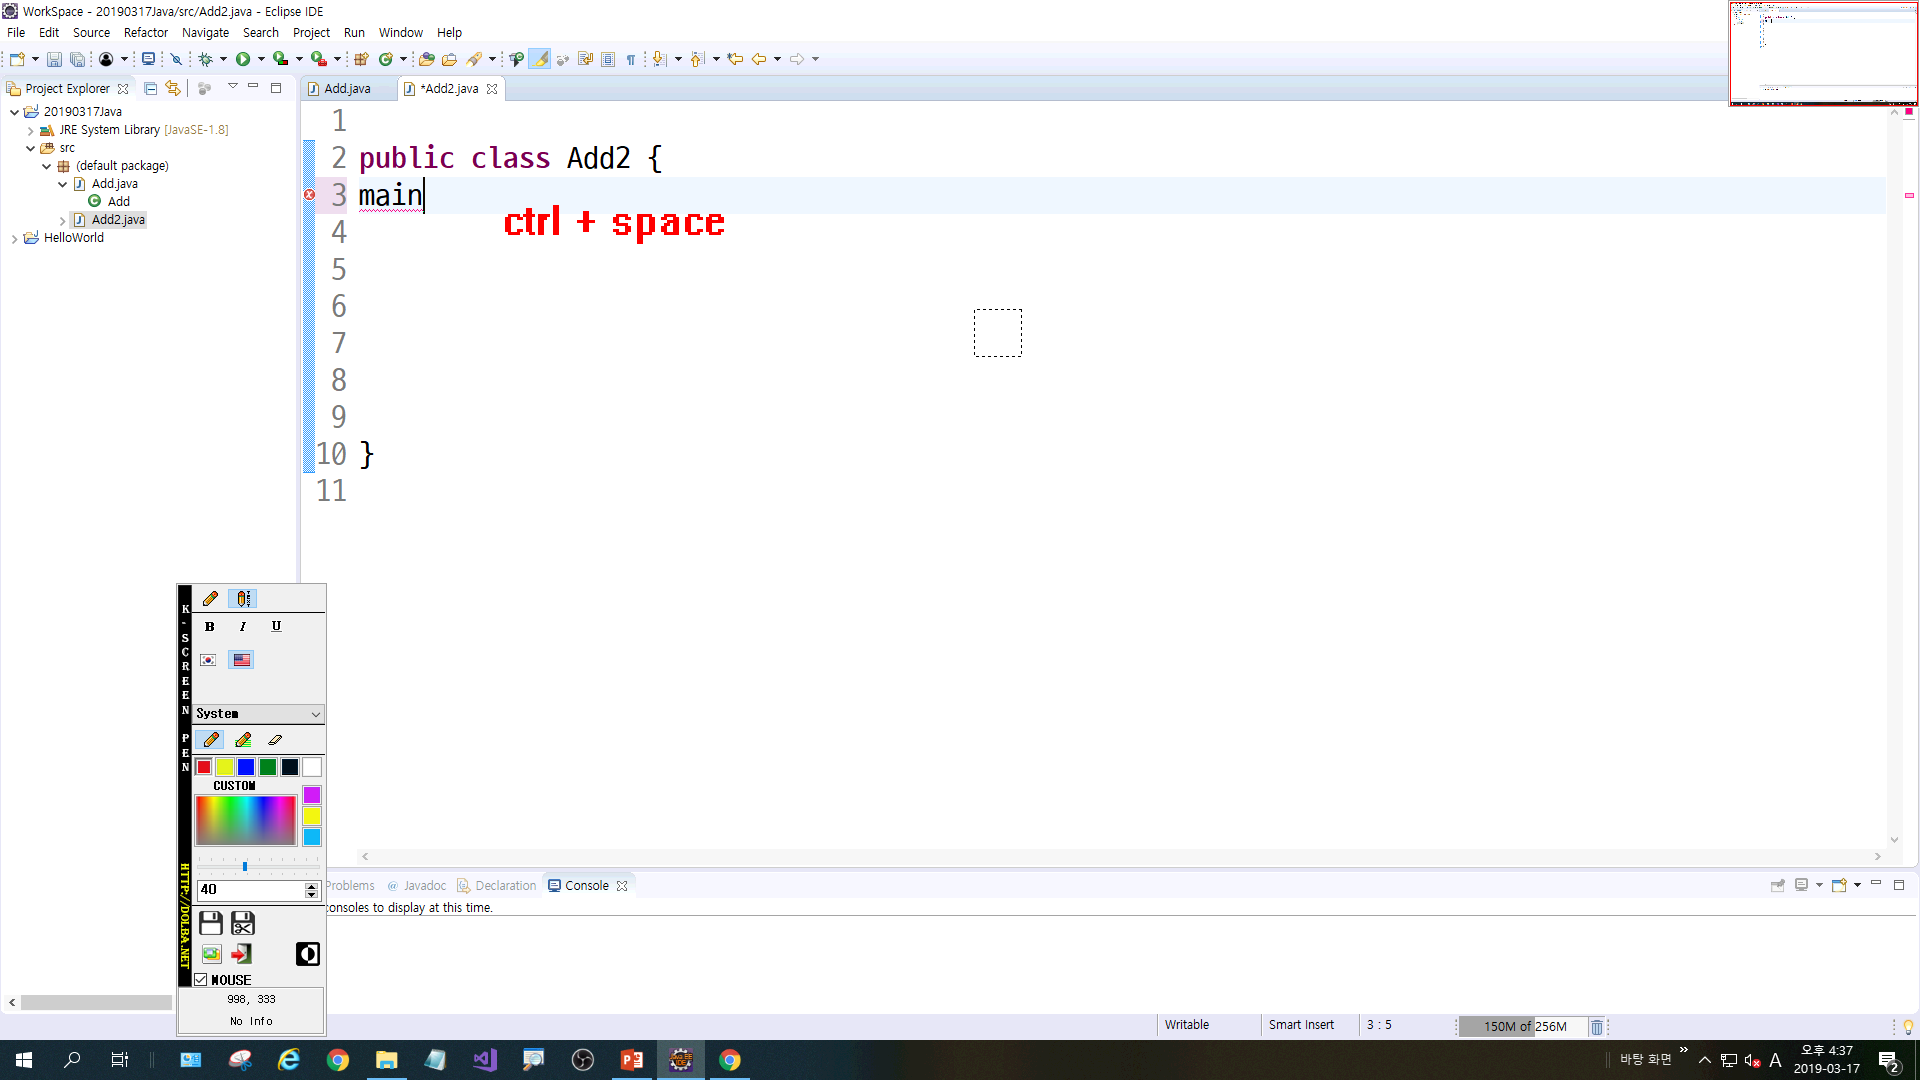 WorkSpace - 20190317Java/src/Add2.java - Eclipse IDE
File Edit Source Refactor Navigate Search Project Run Window Help
Project Explorer
Add.java *Add2.java
20190317Java
JRE System Library [JavaSE-1.8]
src
(default package)
Add.java
Add
Add2.java
HelloWorld
1
2 public class Add2 {
3 main
ctrl + space
4
5
6
7
8
9
10 }
11
K-SCREEN PEN
HTTP://DOLBA.NET
B I U
System
CUSTOM
40
MOUSE
998, 333
No Info
Problems @ Javadoc Declaration Console
consoles to display at this time.
Writable Smart Insert 3 : 5 150M of 256M
바탕 화면 A 오후 4:37
2019-03-17
2